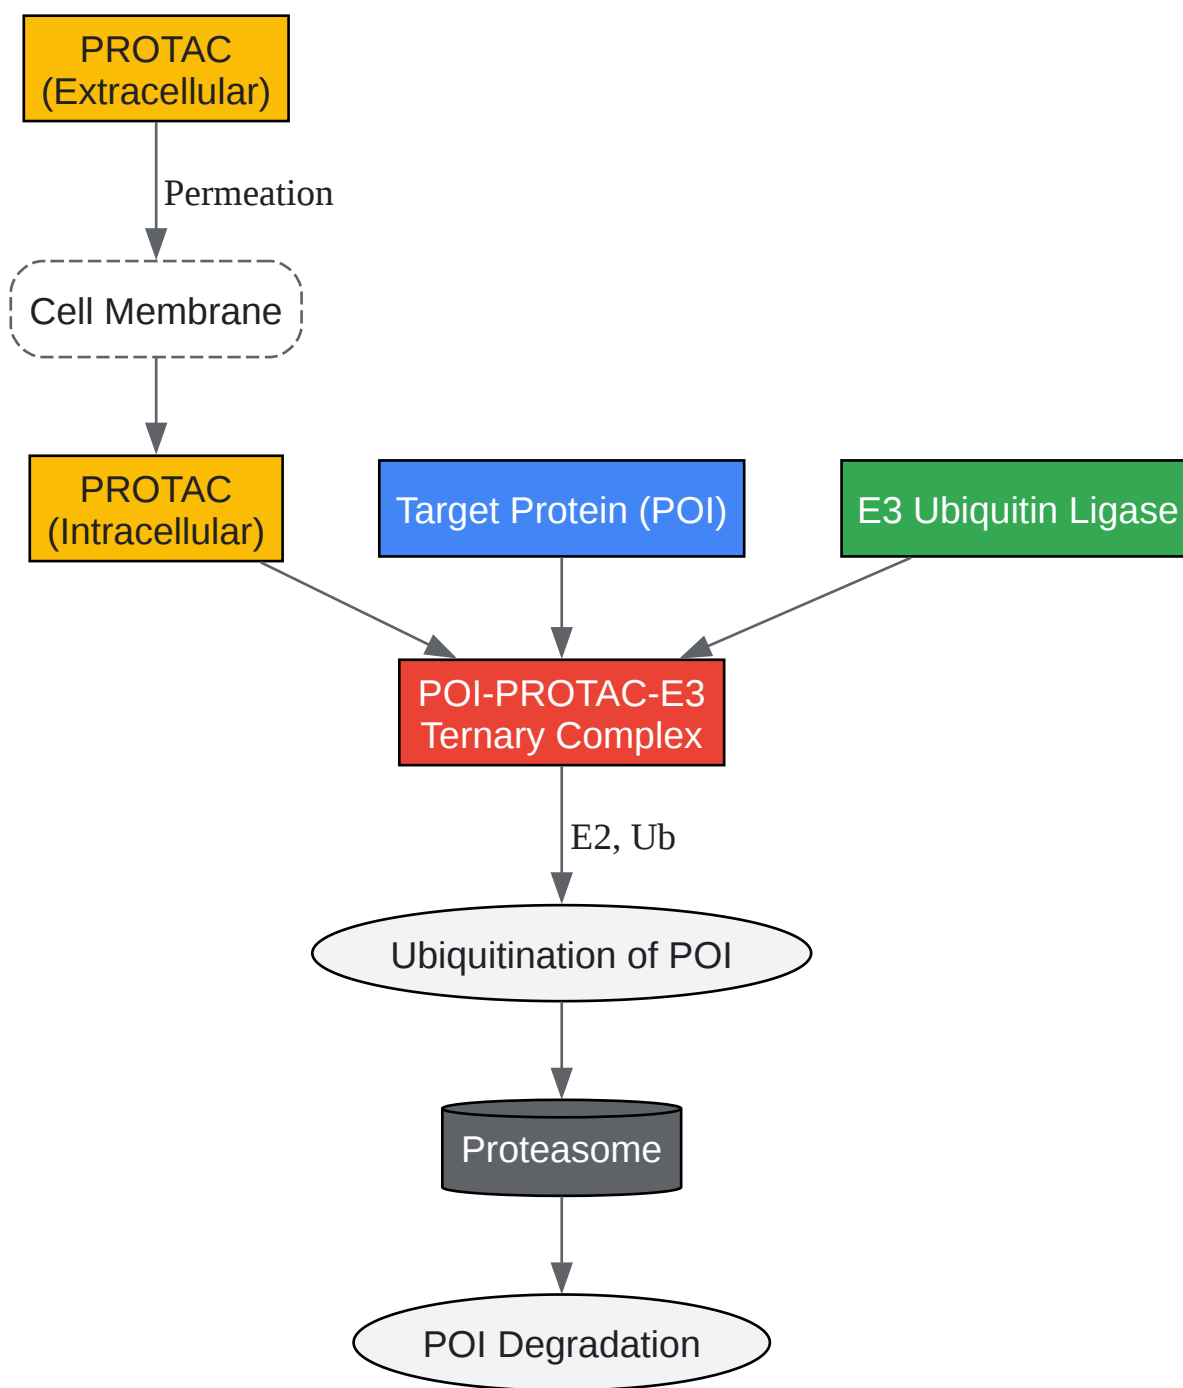 PROTAC
(Extracellular)
Permeation
Cell Membrane
PROTAC
(Intracellular)
Target Protein (POI)
E3 Ubiquitin Ligase
POI-PROTAC-E3
Ternary Complex
E2, Ub
Ubiquitination of POI
Proteasome
POI Degradation